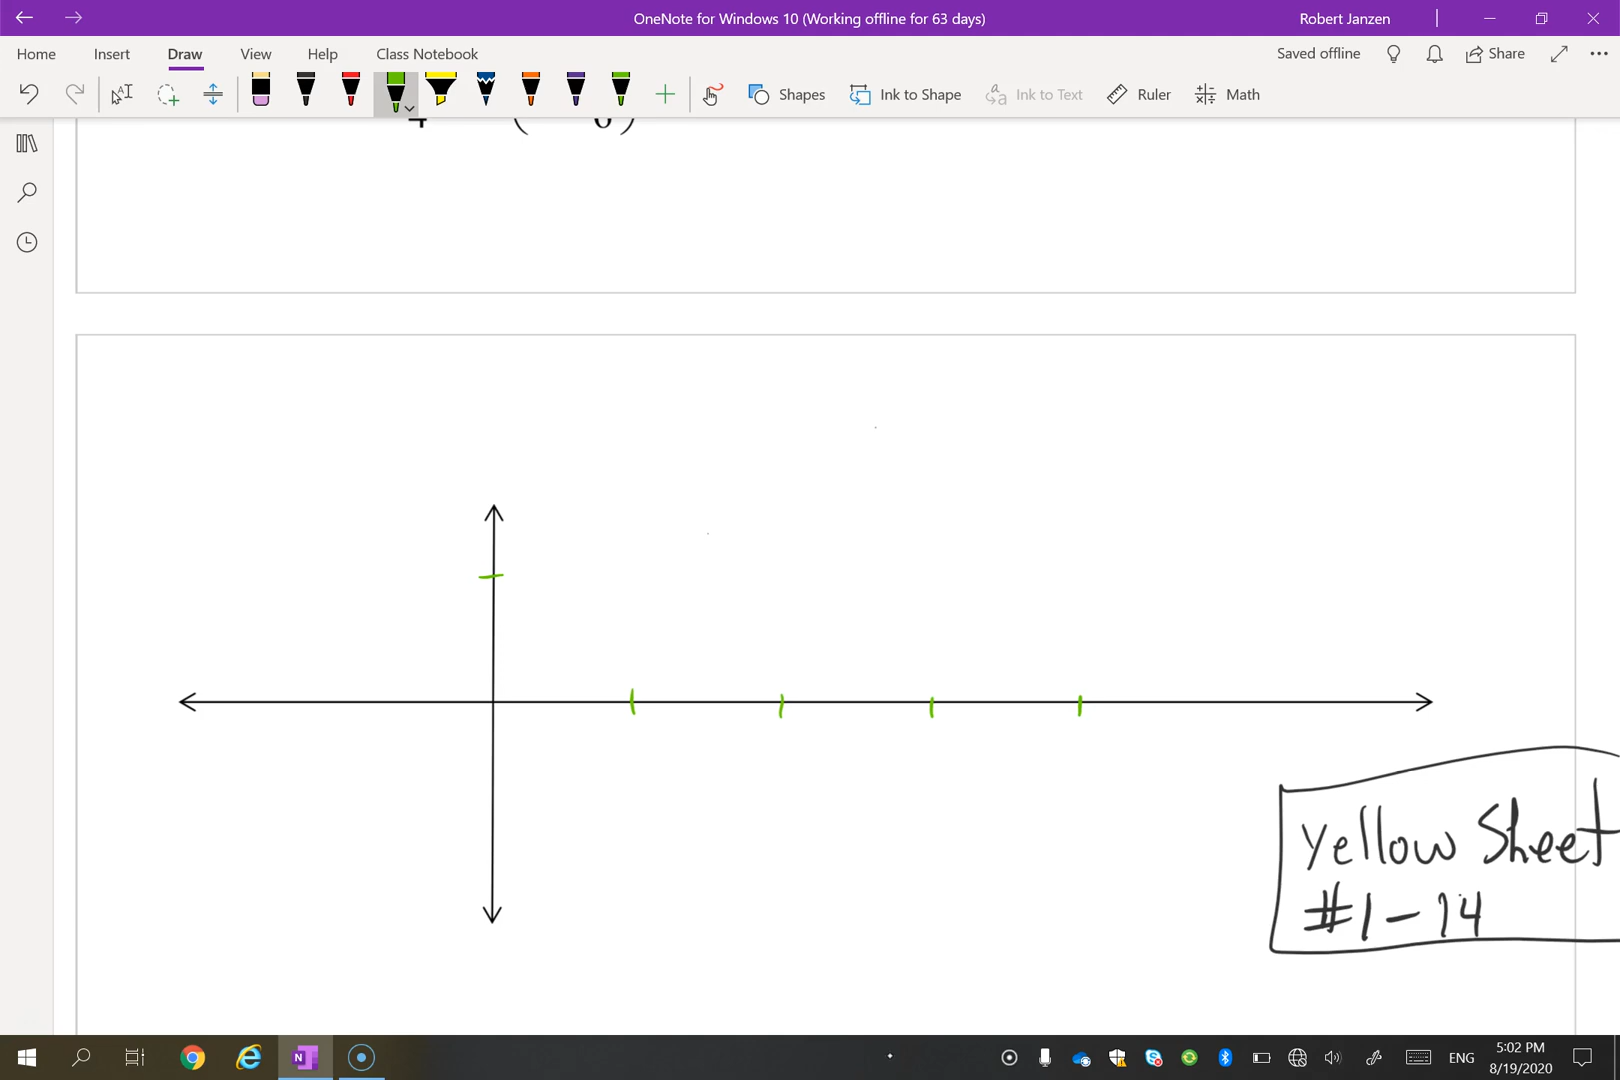 OneNote for Windows 10 (Working offline for 63 days)
Robert Janzen
Home Insert Draw View Help Class Notebook
Saved offline Share
Shapes Ink to Shape Ink to Text Ruler Math
Yellow Sheet
#1-14
ENG
5:02 PM
8/19/2020